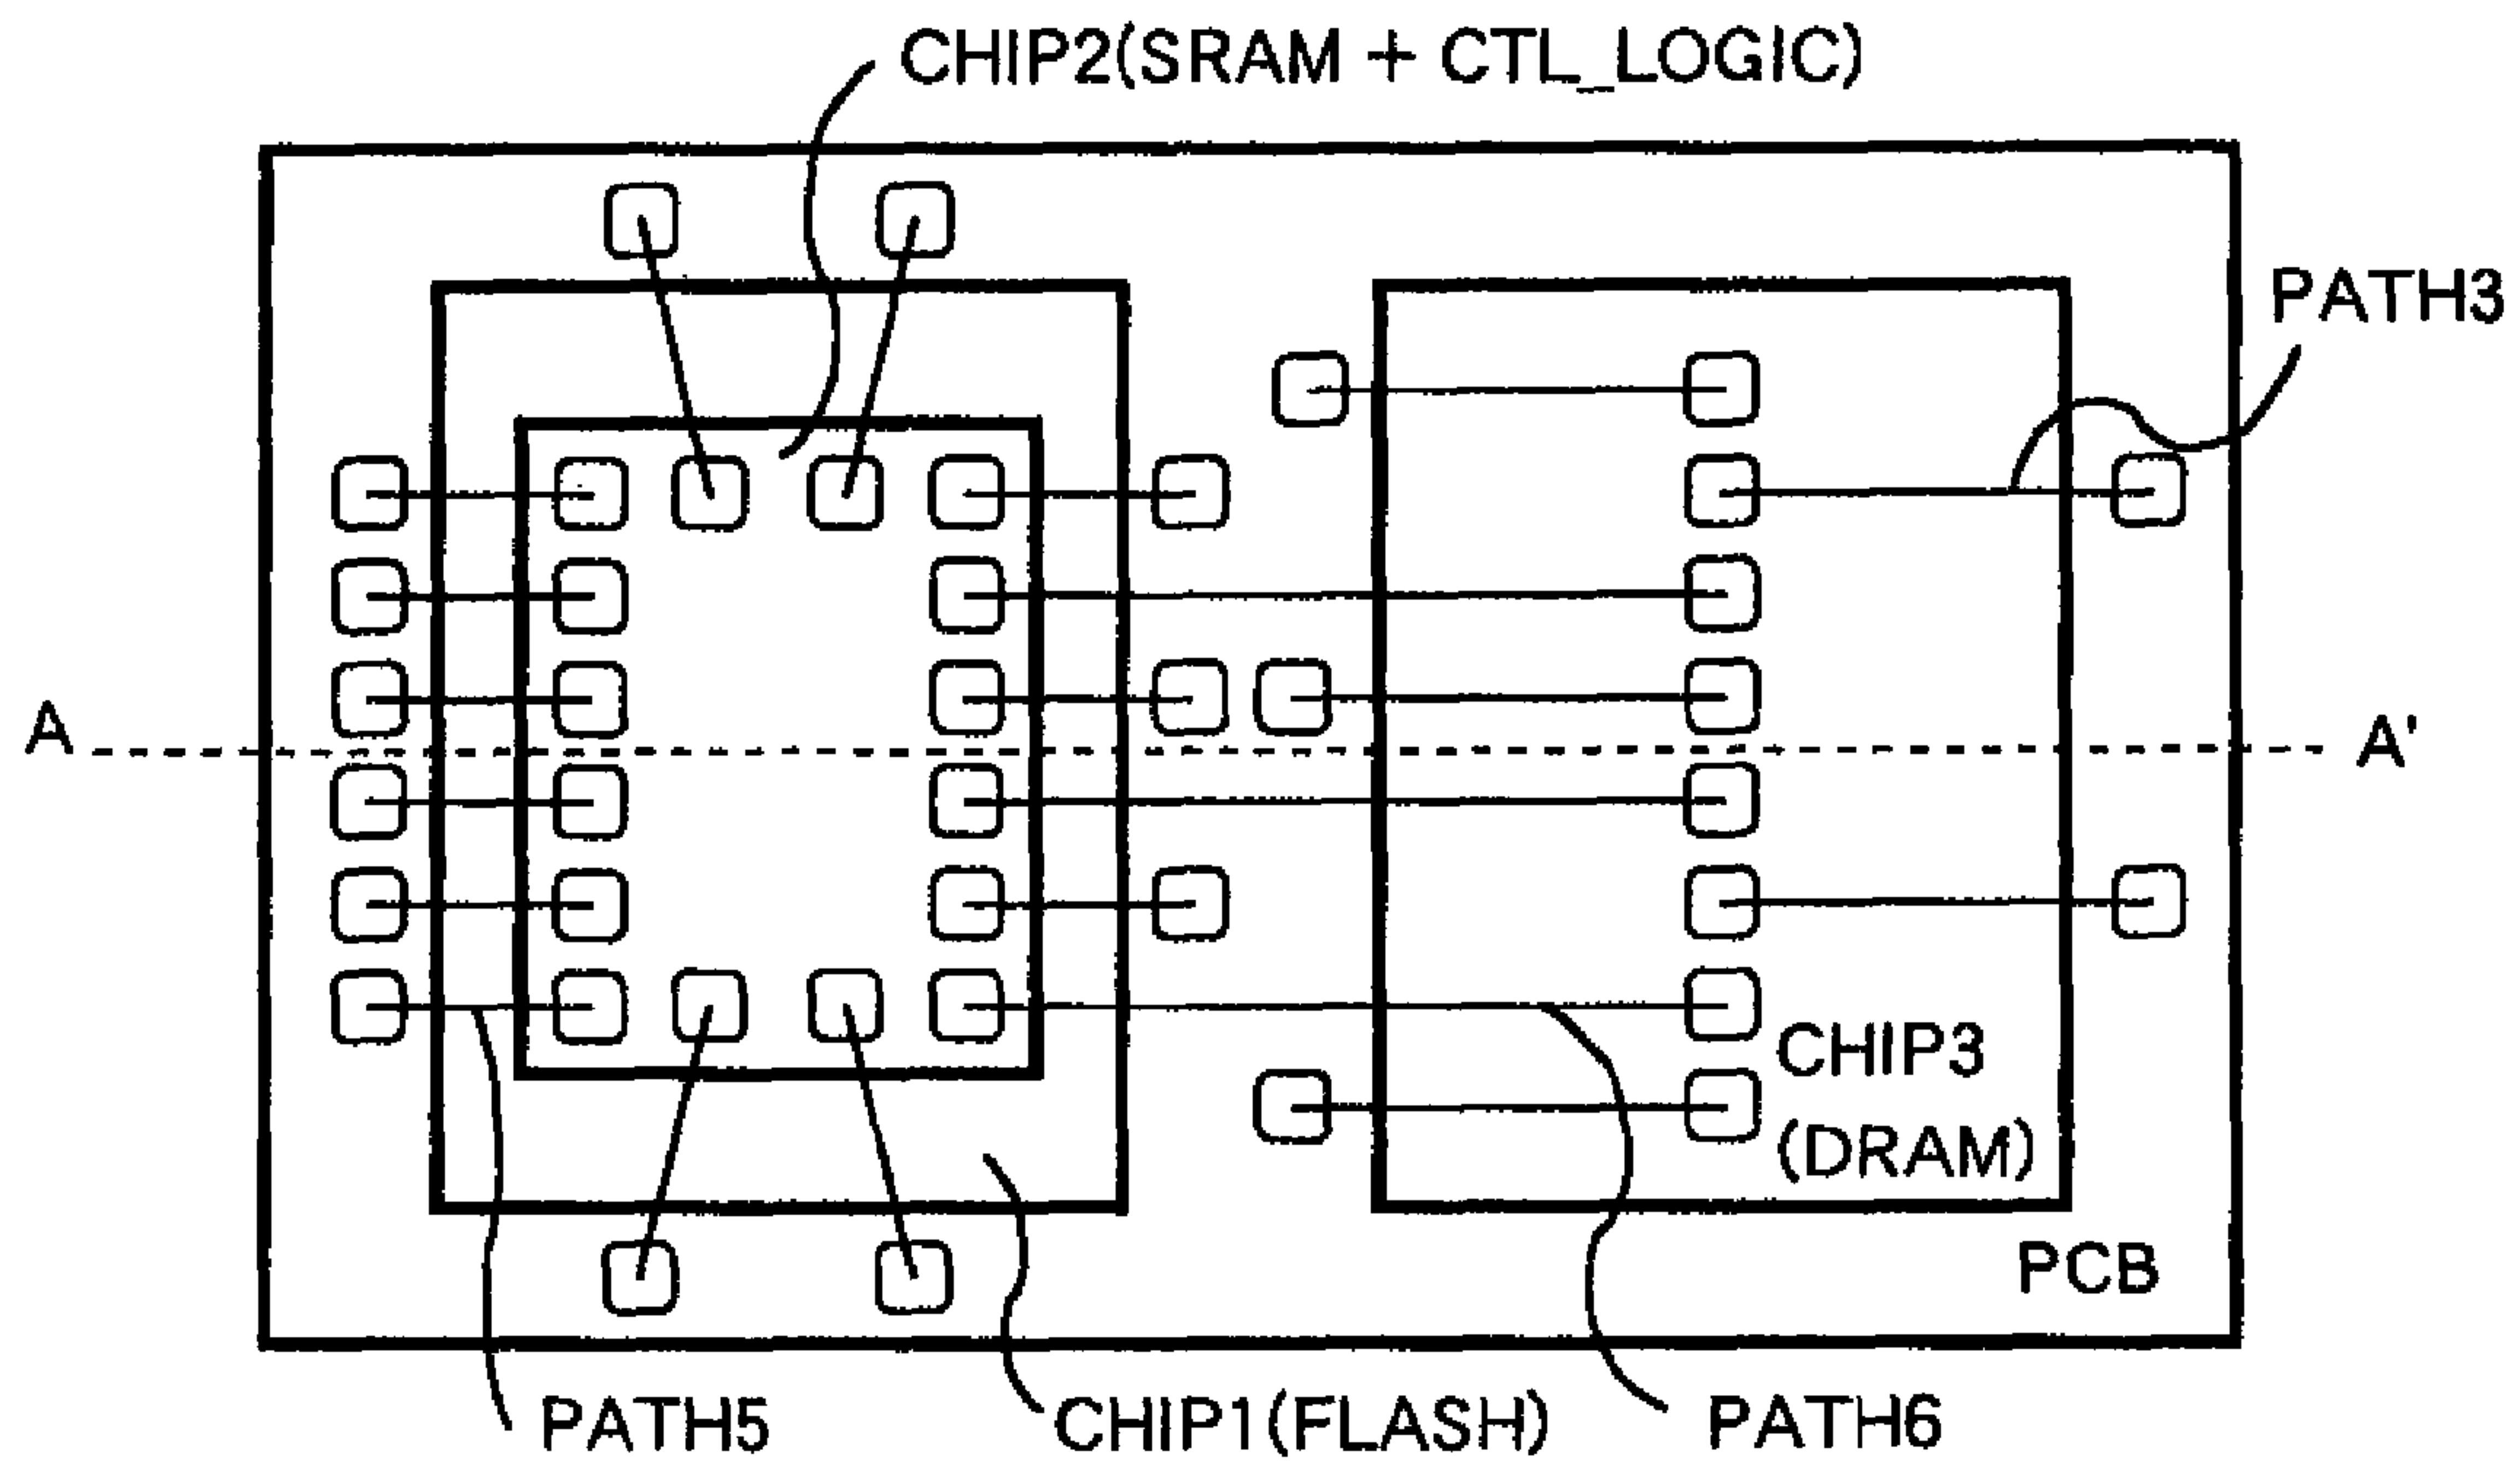 CHIP2(SRAM + CTL_LOGIC)
PATH3
A
A'
CHIP3
(DRAM)
PCB
PATH5
CHIP1(FLASH)
PATH6